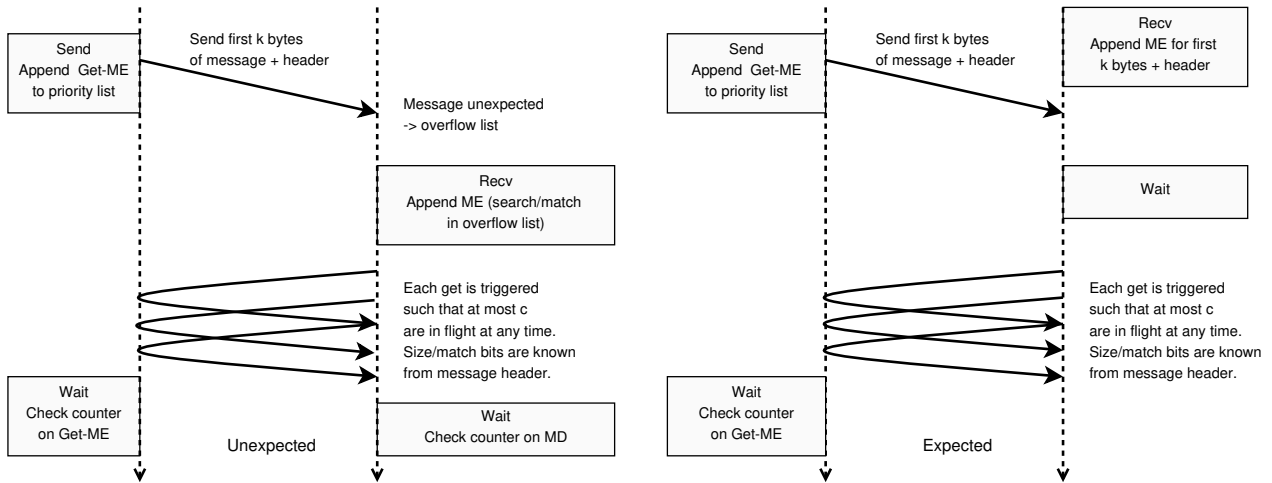 Send
Append Get-ME
to priority list
Send first k bytes
of message + header
Message unexpected
-> overflow list
Recv
Append ME (search/match
in overflow list)
Each get is triggered
such that at most c
are in flight at any time.
Size/match bits are known
from message header.
Wait
Check counter
on Get-ME
Wait
Check counter on MD
Unexpected
Send
Append Get-ME
to priority list
Send first k bytes
of message + header
Recv
Append ME for first
k bytes + header
Wait
Each get is triggered
such that at most c
are in flight at any time.
Size/match bits are known
from message header.
Wait
Check counter
on Get-ME
Expected